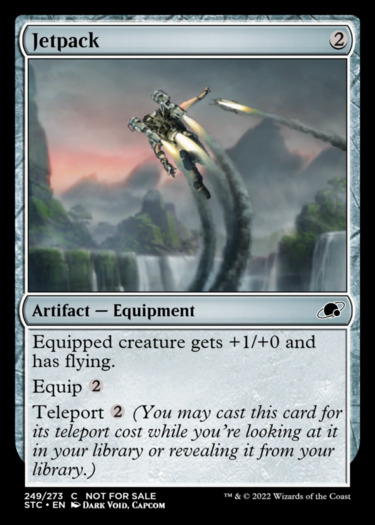 Jetpack 2
Artifact — Equipment
Equipped creature gets +1/+0 and
has flying.
Equip 2
Teleport 2 (You may cast this card for
its teleport cost while you’re looking at it
in your library or revealing it from your
library.)
249/273 C NOT FOR SALE
STC • EN Dark Void, Capcom
™ & © 2022 Wizards of the Coast